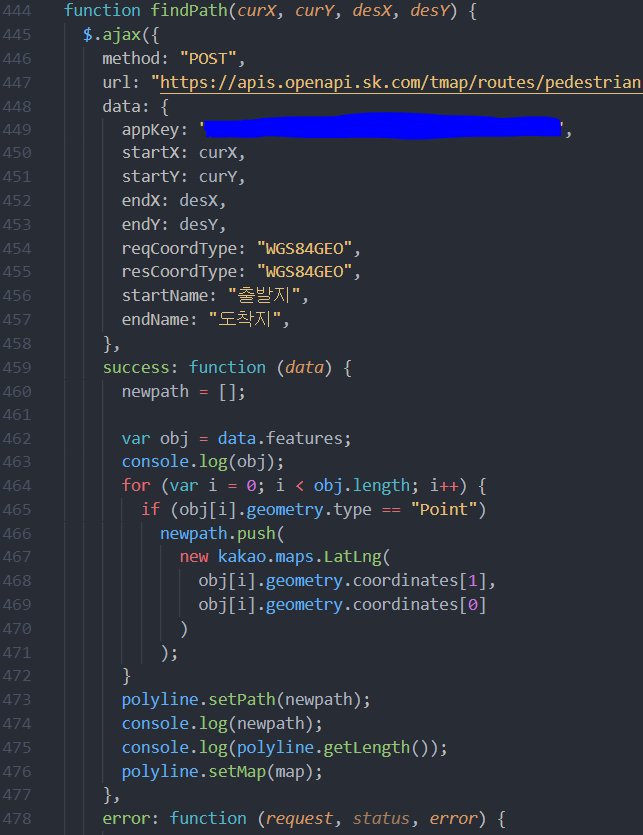 444 function findPath(curX, curY, desX, desY) {
445 $.ajax({
446 method: "POST",
447 url: "https://apis.openapi.sk.com/tmap/routes/pedestrian
448 data: {
449 appKey: "",
450 startX: curX,
451 startY: curY,
452 endX: desX,
453 endY: desY,
454 reqCoordType: "WGS84GEO",
455 resCoordType: "WGS84GEO",
456 startName: "출발지",
457 endName: "도착지",
458 },
459 success: function (data) {
460 newpath = [];
461
462 var obj = data.features;
463 console.log(obj);
464 for (var i = 0; i < obj.length; i++) {
465 if (obj[i].geometry.type == "Point")
466 newpath.push(
467 new kakao.maps.LatLng(
468 obj[i].geometry.coordinates[1],
469 obj[i].geometry.coordinates[0]
470 )
471 );
472 }
473 polyline.setPath(newpath);
474 console.log(newpath);
475 console.log(polyline.getLength());
476 polyline.setMap(map);
477 },
478 error: function (request, status, error) {